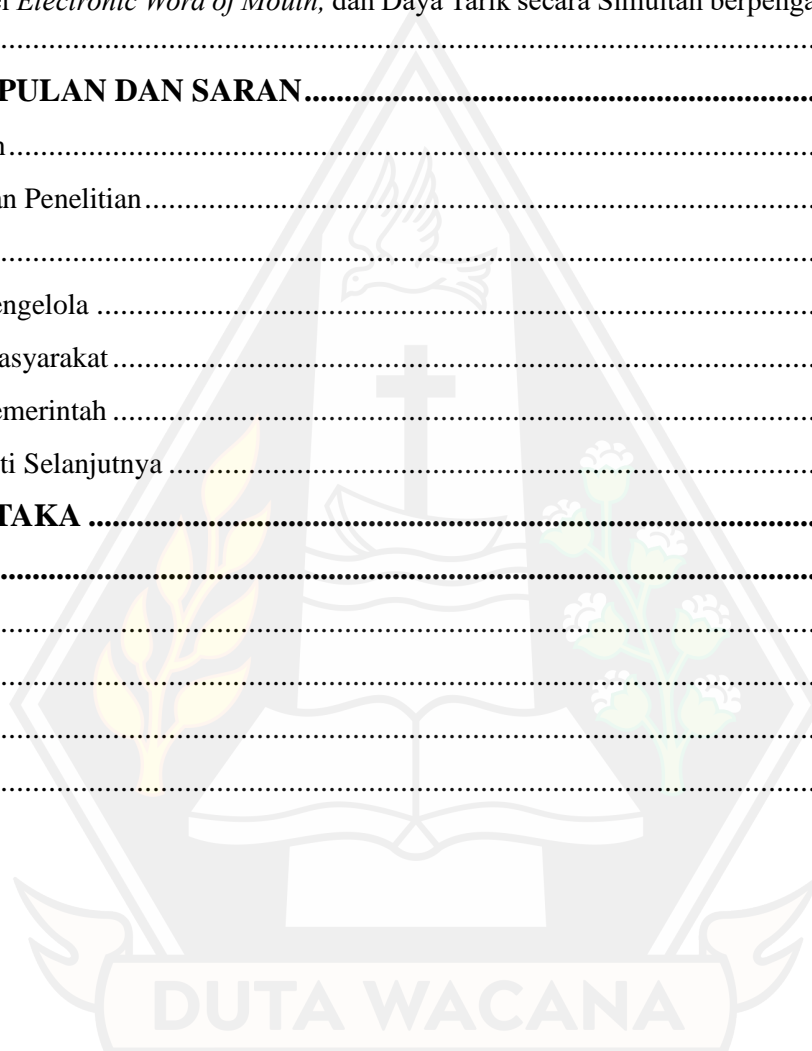 el Electronic Word of Mouth, dan Daya Tarik secara Simultan berpenga
........................................................................................................
PULAN DAN SARAN................................................................
n.....................................................................................................
an Penelitian....................................................................................
........................................................................................................
engelola ..........................................................................................
asyarakat ........................................................................................
emerintah ........................................................................................
ti Selanjutnya .................................................................................
TAKA ...........................................................................................
........................................................................................................
........................................................................................................
........................................................................................................
........................................................................................................
........................................................................................................
DUTA WACANA